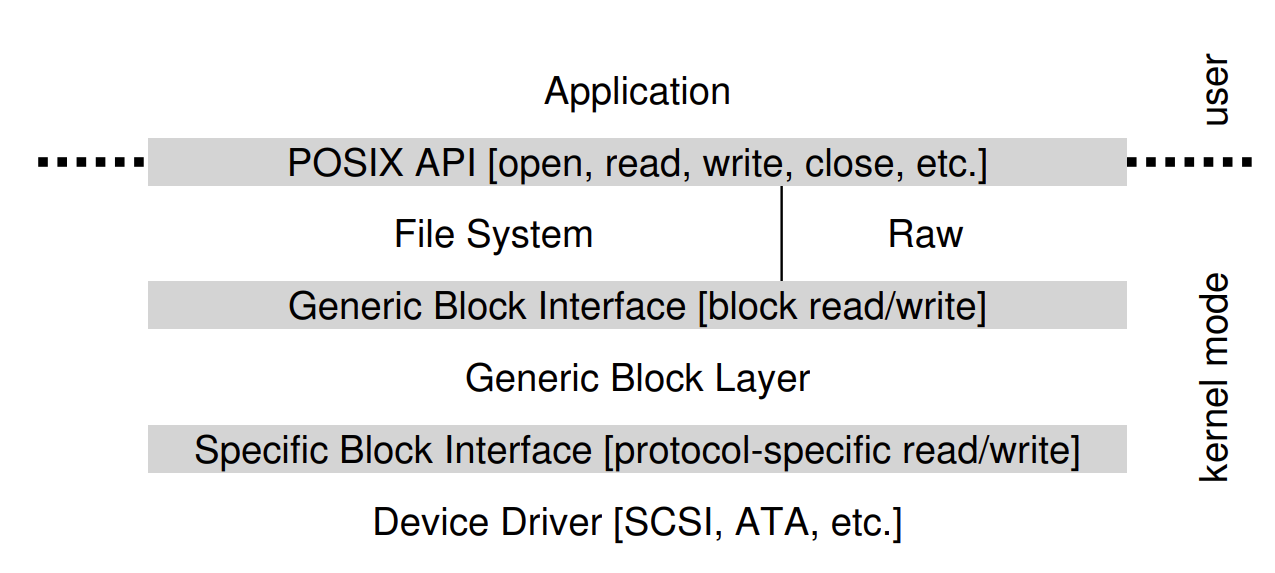 Application
user
POSIX API [open, read, write, close, etc.]
File System
Raw
Generic Block Interface [block read/write]
Generic Block Layer
kernel mode
Specific Block Interface [protocol-specific read/write]
Device Driver [SCSI, ATA, etc.]